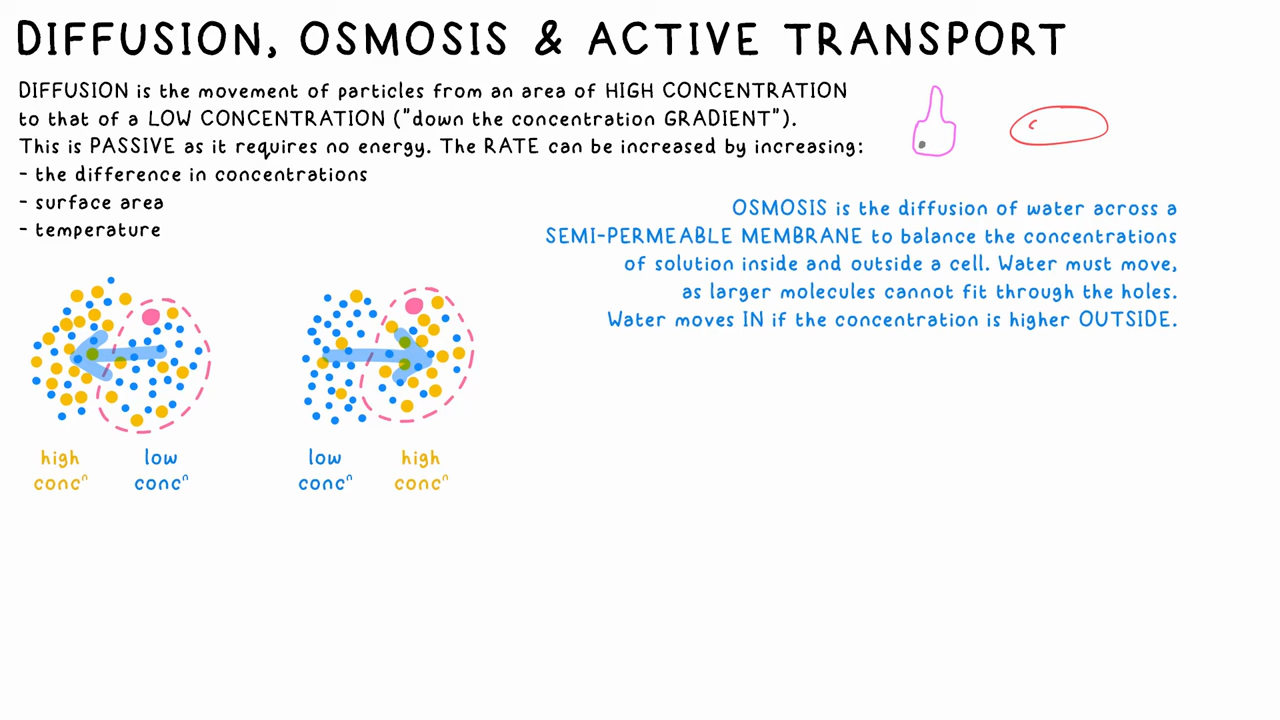 DIFFUSION, OSMOSIS & ACTIVE TRANSPORT
DIFFUSION is the movement of particles from an area of HIGH CONCENTRATION
to that of a LOW CONCENTRATION ("down the concentration GRADIENT").
This is PASSIVE as it requires no energy. The RATE can be increased by increasing:
- the difference in concentrations
- surface area
- temperature
OSMOSIS is the diffusion of water across a
SEMI-PERMEABLE MEMBRANE to balance the concentrations
of solution inside and outside a cell. Water must move,
as larger molecules cannot fit through the holes.
Water moves IN if the concentration is higher OUTSIDE.
high low low high
concⁿ concⁿ concⁿ concⁿ